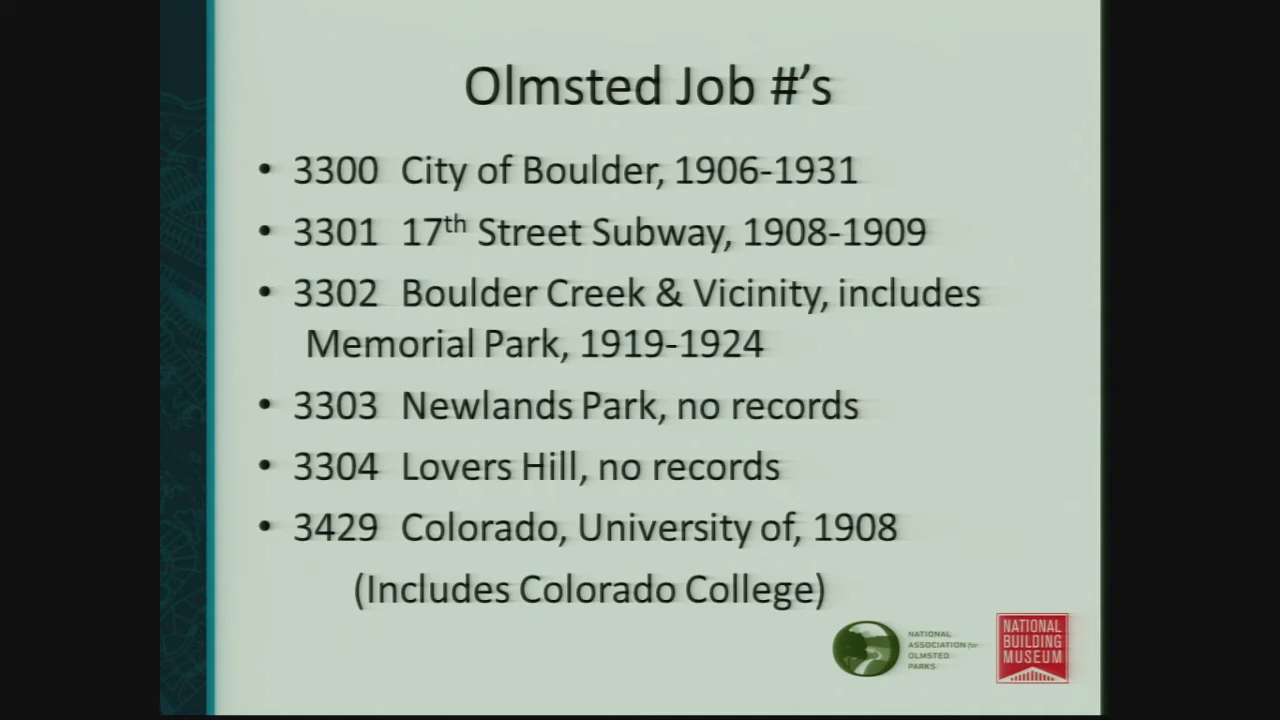 Olmsted Job #'s
• 3300 City of Boulder, 1906-1931
• 3301 17th Street Subway, 1908-1909
• 3302 Boulder Creek & Vicinity, includes
Memorial Park, 1919-1924
• 3303 Newlands Park, no records
• 3304 Lovers Hill, no records
• 3429 Colorado, University of, 1908
(Includes Colorado College)
NATIONAL
ASSOCIATION for
OLMSTED
PARKS
NATIONAL
BUILDING
MUSEUM